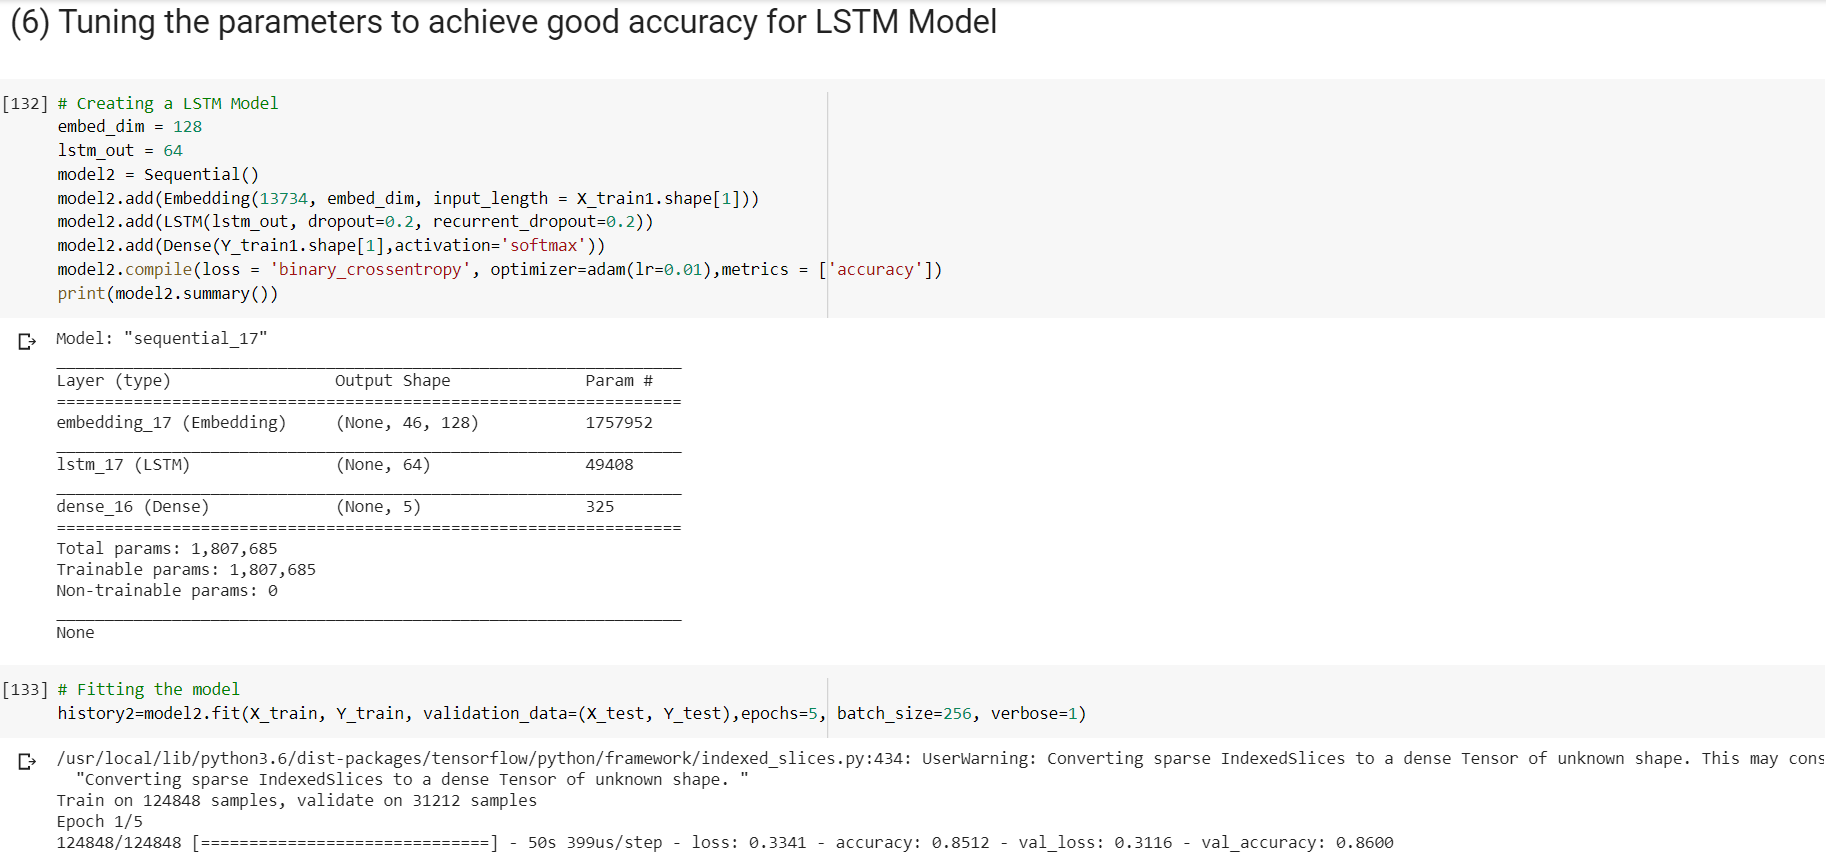 (6) Tuning the parameters to achieve good accuracy for LSTM Model
[132] # Creating a LSTM Model
embed_dim = 128
lstm_out = 64
model2 = Sequential()
model2.add(Embedding(13734, embed_dim, input_length = X_train1.shape[1]))
model2.add(LSTM(lstm_out, dropout=0.2, recurrent_dropout=0.2))
model2.add(Dense(Y_train1.shape[1],activation='softmax'))
model2.compile(loss = 'binary_crossentropy', optimizer=adam(lr=0.01),metrics = ['accuracy'])
print(model2.summary())
Model: "sequential_17"
_________________________________________________________________
Layer (type) Output Shape Param #
=================================================================
embedding_17 (Embedding) (None, 46, 128) 1757952
_________________________________________________________________
lstm_17 (LSTM) (None, 64) 49408
_________________________________________________________________
dense_16 (Dense) (None, 5) 325
=================================================================
Total params: 1,807,685
Trainable params: 1,807,685
Non-trainable params: 0
_________________________________________________________________
None
[133] # Fitting the model
history2=model2.fit(X_train, Y_train, validation_data=(X_test, Y_test),epochs=5, batch_size=256, verbose=1)
/usr/local/lib/python3.6/dist-packages/tensorflow/python/framework/indexed_slices.py:434: UserWarning: Converting sparse IndexedSlices to a dense Tensor of unknown shape. This may cons
"Converting sparse IndexedSlices to a dense Tensor of unknown shape. "
Train on 124848 samples, validate on 31212 samples
Epoch 1/5
124848/124848 [==============================] - 50s 399us/step - loss: 0.3341 - accuracy: 0.8512 - val_loss: 0.3116 - val_accuracy: 0.8600